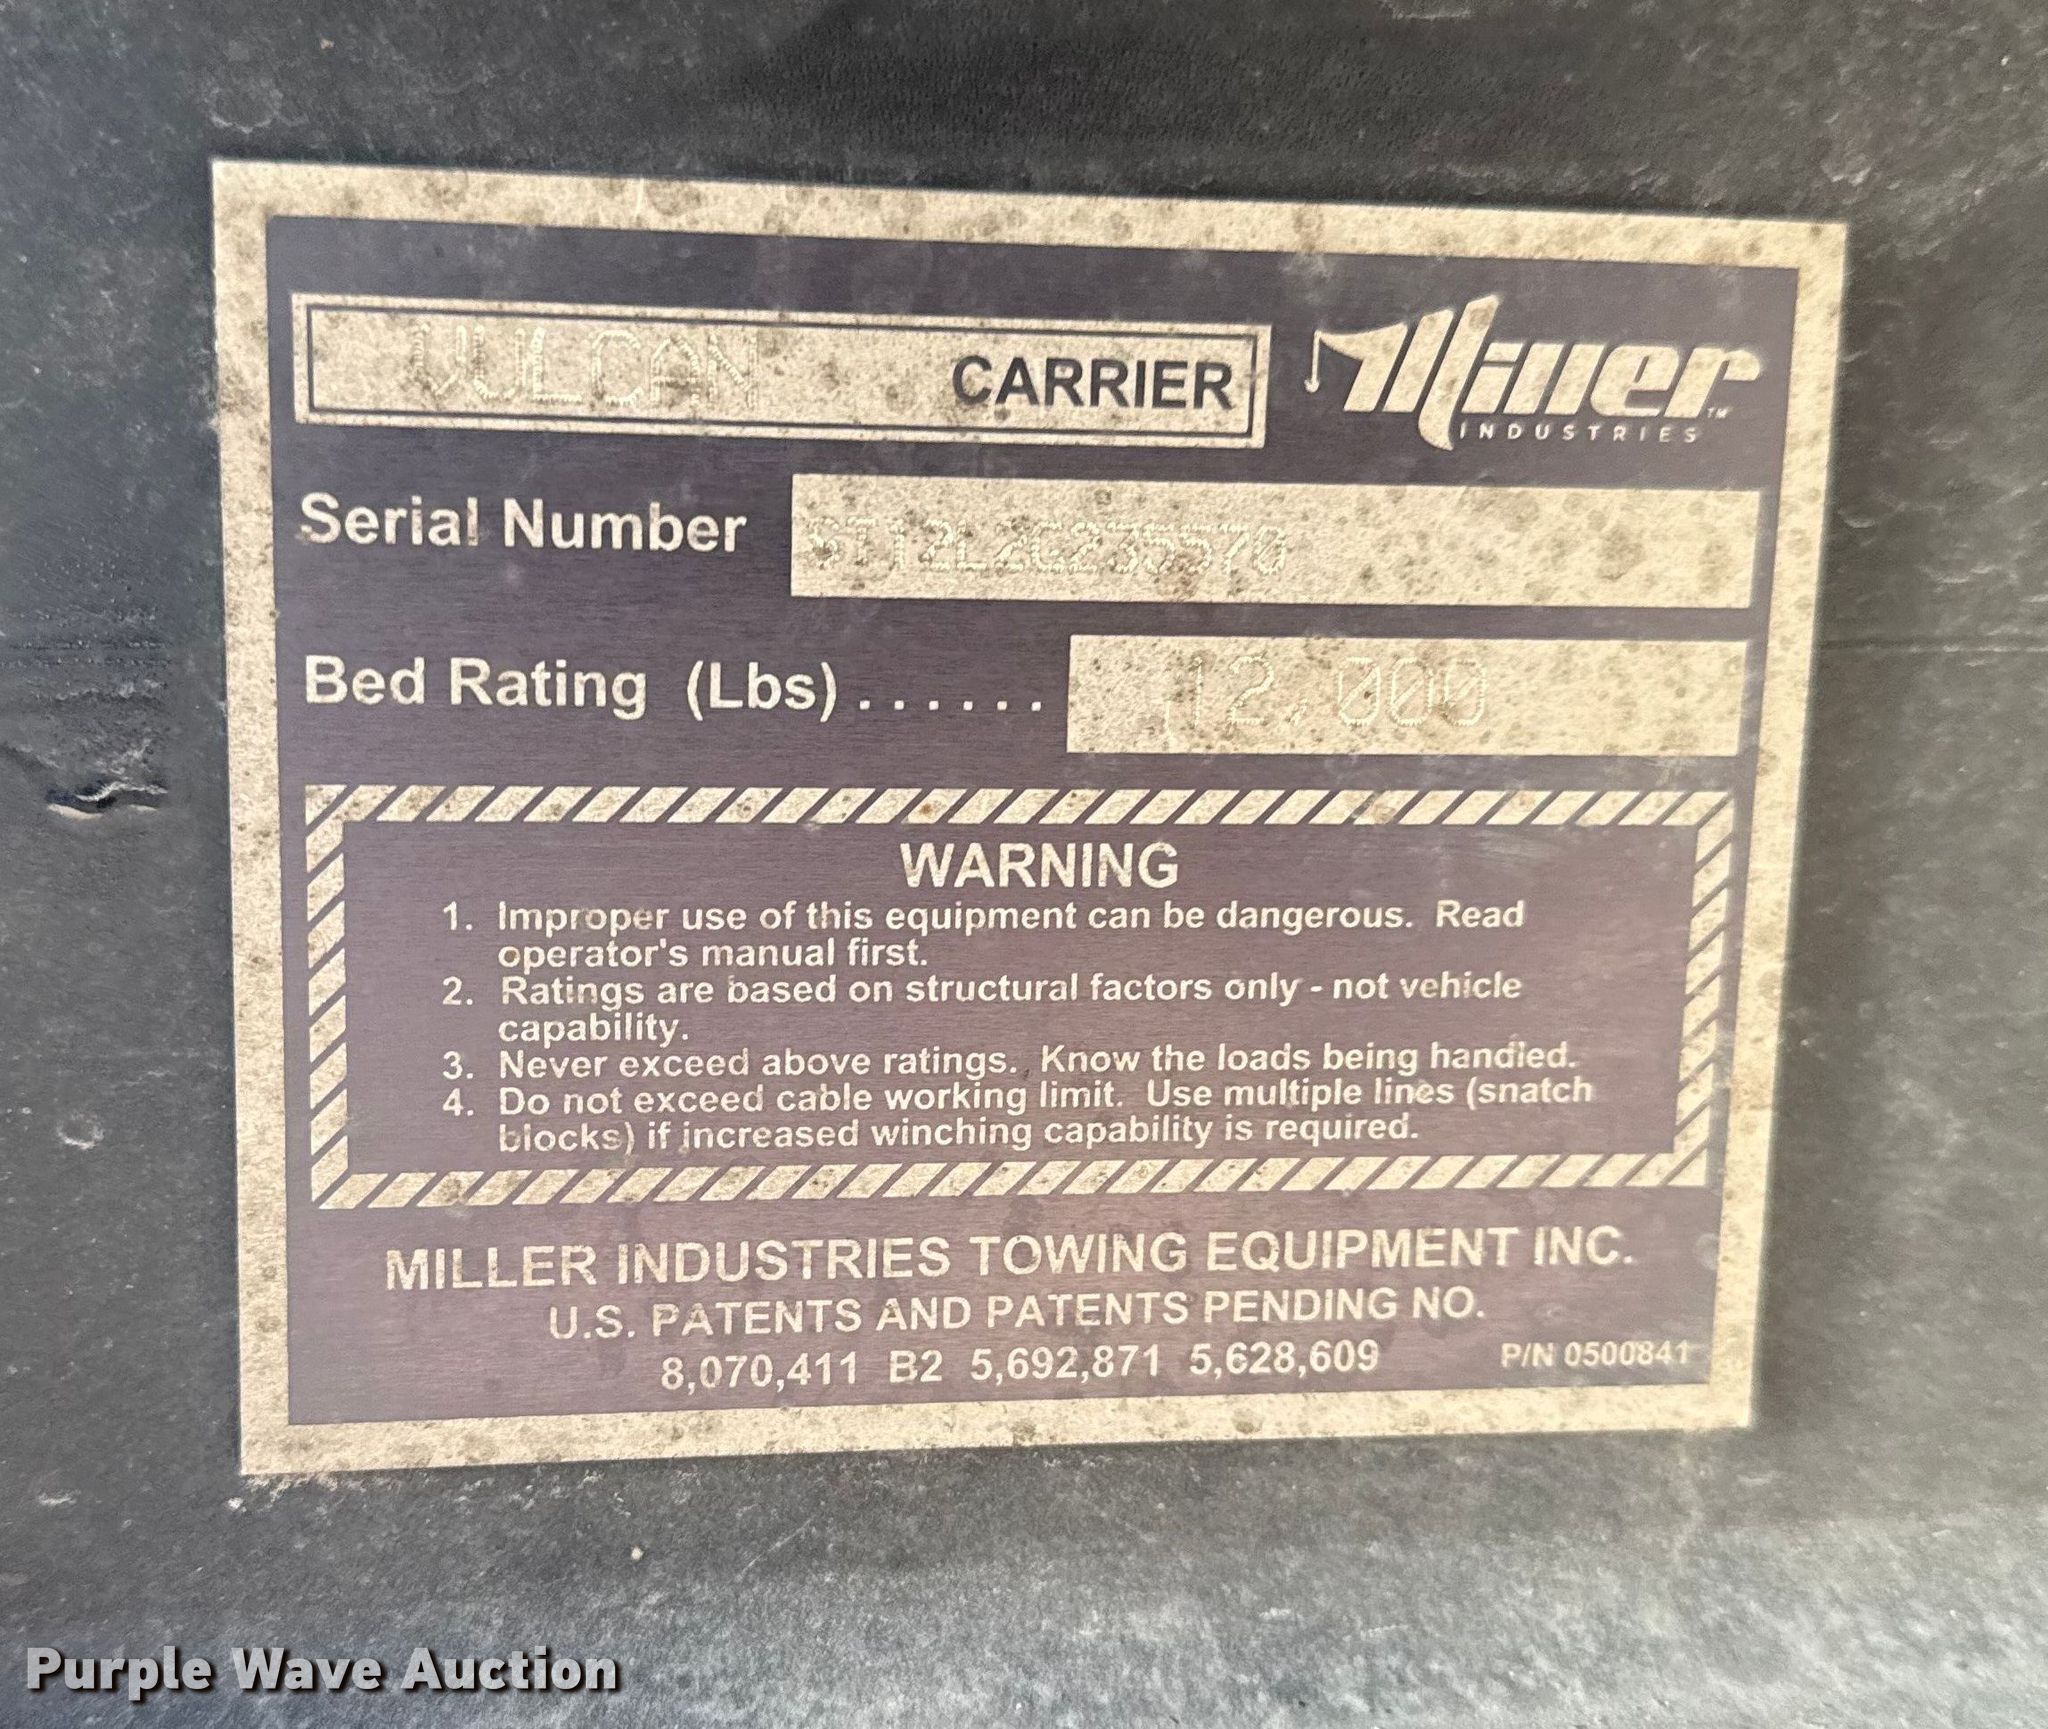 VULCAN CARRIER
Miller™
INDUSTRIES
Serial Number
Bed Rating (Lbs)...... 12,000
WARNING
1. Improper use of this equipment can be dangerous. Read
operator's manual first.
2. Ratings are based on structural factors only - not vehicle
capability.
3. Never exceed above ratings. Know the loads being handled.
4. Do not exceed cable working limit. Use multiple lines (snatch
blocks) if increased winching capability is required.
MILLER INDUSTRIES TOWING EQUIPMENT INC.
U.S. PATENTS AND PATENTS PENDING NO.
8,070,411 B2 5,692,871 5,628,609 P/N 0500841
Purple Wave Auction